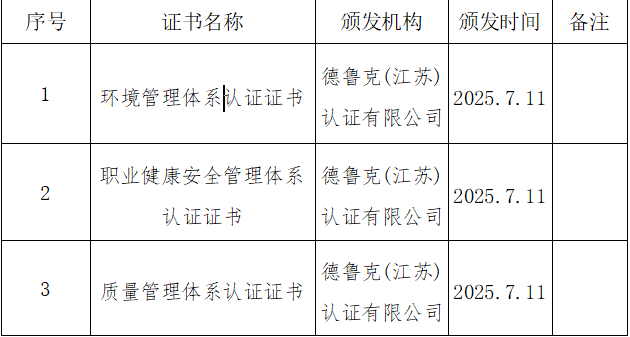 序号 证书名称 颁发机构 颁发时间 备注
1 环境管理体系认证证书 德鲁克(江苏)认证有限公司 2025.7.11
2 职业健康安全管理体系认证证书 德鲁克(江苏)认证有限公司 2025.7.11
3 质量管理体系认证证书 德鲁克(江苏)认证有限公司 2025.7.11